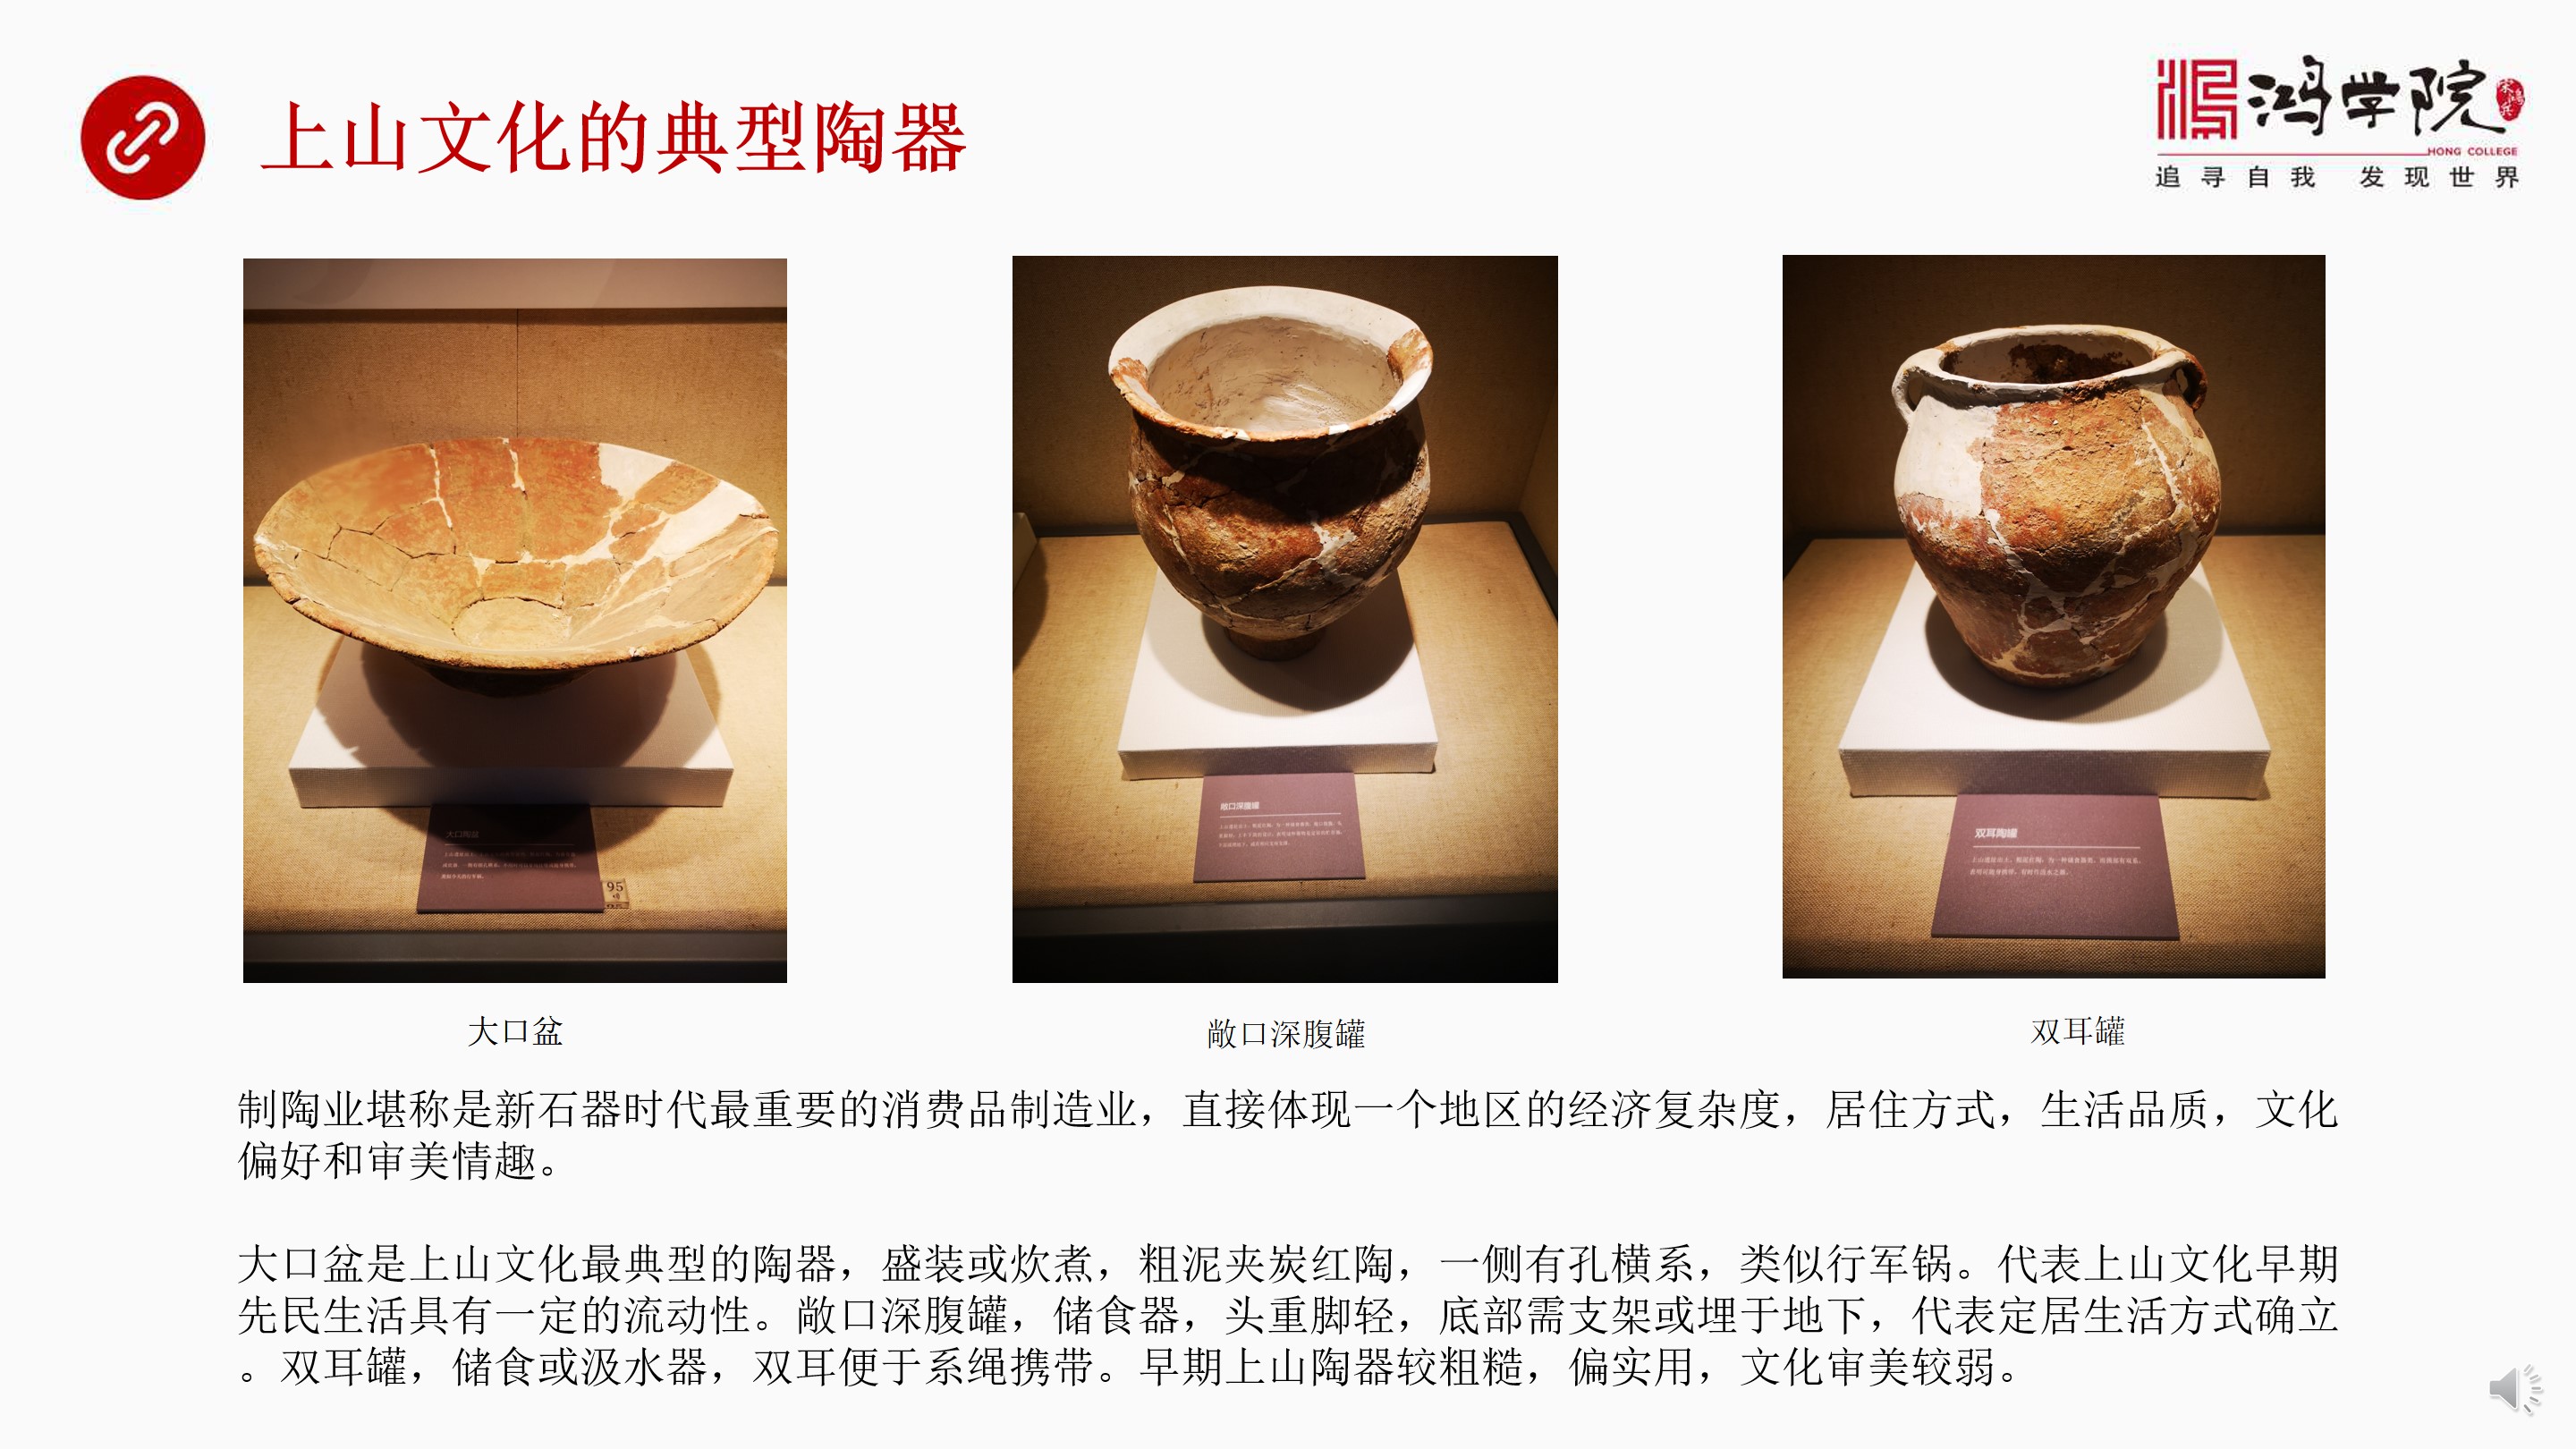 上山文化的典型陶器
鸿学院
HONG COLLEGE
追寻自我 发现世界
大口陶盆
95
敞口深腹罐
双耳陶罐
大口盆
敞口深腹罐
双耳罐
制陶业堪称是新石器时代最重要的消费品制造业，直接体现一个地区的经济复杂度，居住方式，生活品质，文化
偏好和审美情趣。
大口盆是上山文化最典型的陶器，盛装或炊煮，粗泥夹炭红陶，一侧有孔横系，类似行军锅。代表上山文化早期
先民生活具有一定的流动性。敞口深腹罐，储食器，头重脚轻，底部需支架或埋于地下，代表定居生活方式确立
。双耳罐，储食或汲水器，双耳便于系绳携带。早期上山陶器较粗糙，偏实用，文化审美较弱。